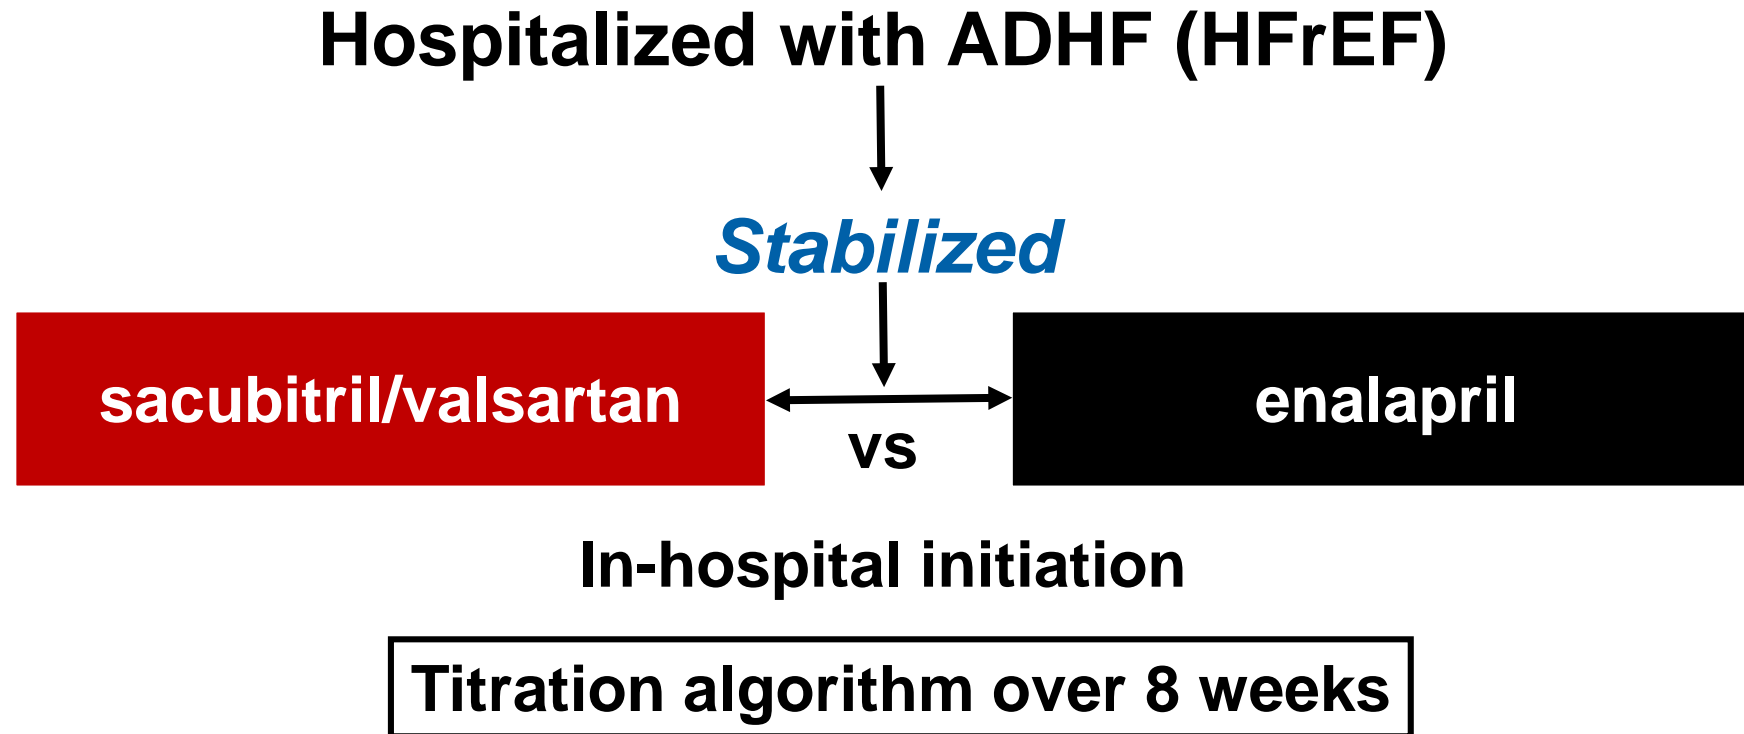 Hospitalized with ADHF (HFrEF)
Stabilized
sacubitril/valsartan
vs
enalapril
In-hospital initiation
Titration algorithm over 8 weeks